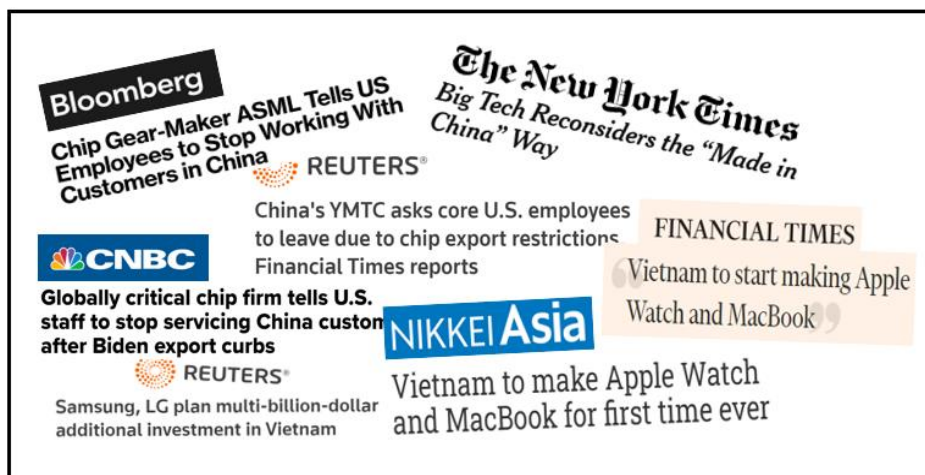 Bloomberg
Chip Gear-Maker ASML Tells US
Employees to Stop Working With
Customers in China
The New York Times
Big Tech Reconsiders the “Made in
China” Way
REUTERS®
China's YMTC asks core U.S. employees
to leave due to chip export restrictions
Financial Times reports
FINANCIAL TIMES
“Vietnam to start making Apple
Watch and MacBook”
CNBC
Globally critical chip firm tells U.S.
staff to stop servicing China custom
after Biden export curbs
NIKKEI Asia
Vietnam to make Apple Watch
and MacBook for first time ever
REUTERS®
Samsung, LG plan multi-billion-dollar
additional investment in Vietnam